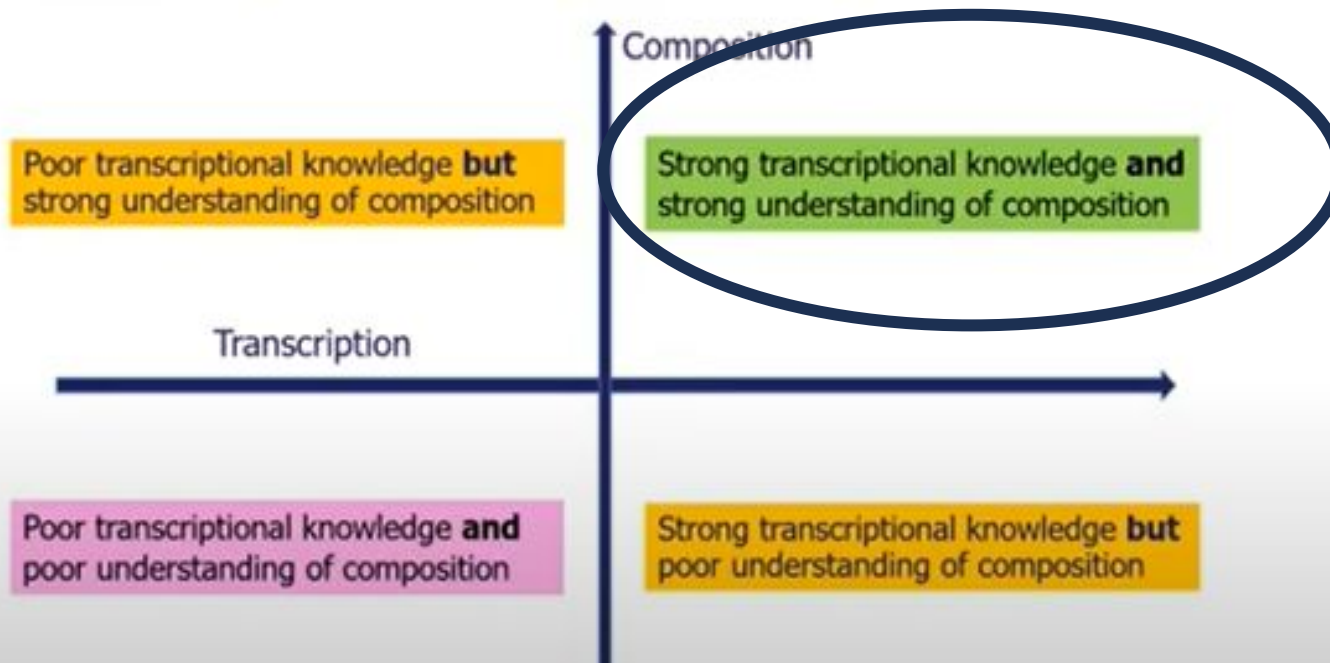 Composition
Poor transcriptional knowledge but
strong understanding of composition
Strong transcriptional knowledge and
strong understanding of composition
Transcription
Poor transcriptional knowledge and
poor understanding of composition
Strong transcriptional knowledge but
poor understanding of composition